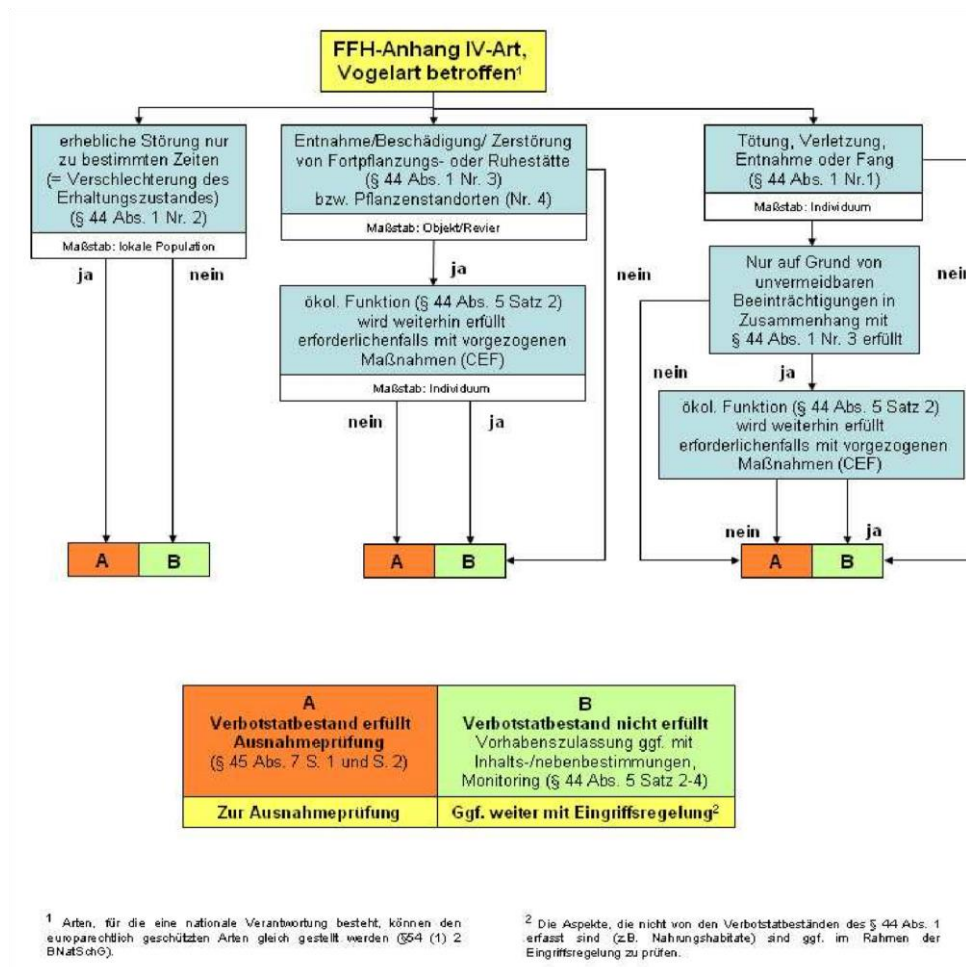 FFH-Anhang IV-Art,
Vogelart betroffen¹
erhebliche Störung nur
zu bestimmten Zeiten
(= Verschlechterung des
Erhaltungszustandes)
(§ 44 Abs. 1 Nr. 2)
Maßstab: lokale Population
ja
nein
Entnahme/Beschädigung/ Zerstörung
von Fortpflanzungs- oder Ruhestätte
(§ 44 Abs. 1 Nr. 3)
bzw. Pflanzenstandorten (Nr. 4)
Maßstab: Objekt/Revier
ja
nein
ökol. Funktion (§ 44 Abs. 5 Satz 2)
wird weiterhin erfüllt
erforderlichenfalls mit vorgezogenen
Maßnahmen (CEF)
Maßstab: Individuum
nein
ja
Tötung, Verletzung,
Entnahme oder Fang
(§ 44 Abs. 1 Nr.1)
Maßstab: Individuum
Nur auf Grund von
unvermeidbaren
Beeinträchtigungen in
Zusammenhang mit
§ 44 Abs. 1 Nr. 3 erfüllt
nein
ja
ökol. Funktion (§ 44 Abs. 5 Satz 2)
wird weiterhin erfüllt
erforderlichenfalls mit vorgezogenen
Maßnahmen (CEF)
nein
ja
A
B
A
B
A
B
A
Verbotstatbestand erfüllt
Ausnahmeprüfung
(§ 45 Abs. 7 S. 1 und S. 2)
Zur Ausnahmeprüfung
B
Verbotstatbestand nicht erfüllt
Vorhabenszulassung ggf. mit
Inhalts-/nebenbestimmungen,
Monitoring (§ 44 Abs. 5 Satz 2-4)
Ggf. weiter mit Eingriffsregelung²
¹ Arten, für die eine nationale Verantwortung besteht, können den
europarechtlich geschützten Arten gleich gestellt werden (§54 (1) 2
BNatSchG).
² Die Aspekte, die nicht von den Verbotstatbeständen des § 44 Abs. 1
erfasst sind (z.B. Nahrungshabitate) sind ggf. im Rahmen der
Eingriffsregelung zu prüfen.